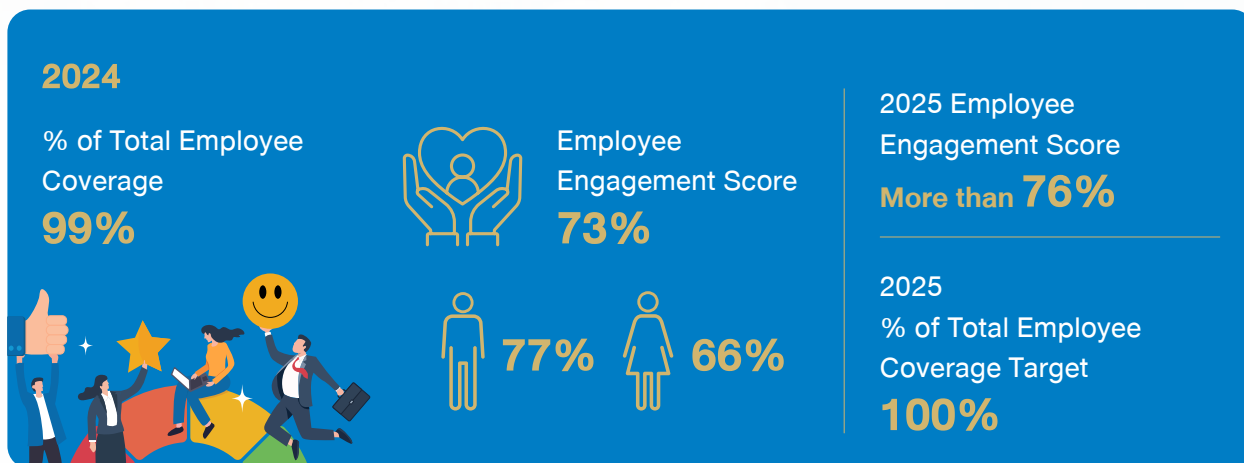 2024
% of Total Employee
Coverage
99%
Employee
Engagement Score
73%
77%
66%
2025 Employee
Engagement Score
More than 76%
2025
% of Total Employee
Coverage Target
100%